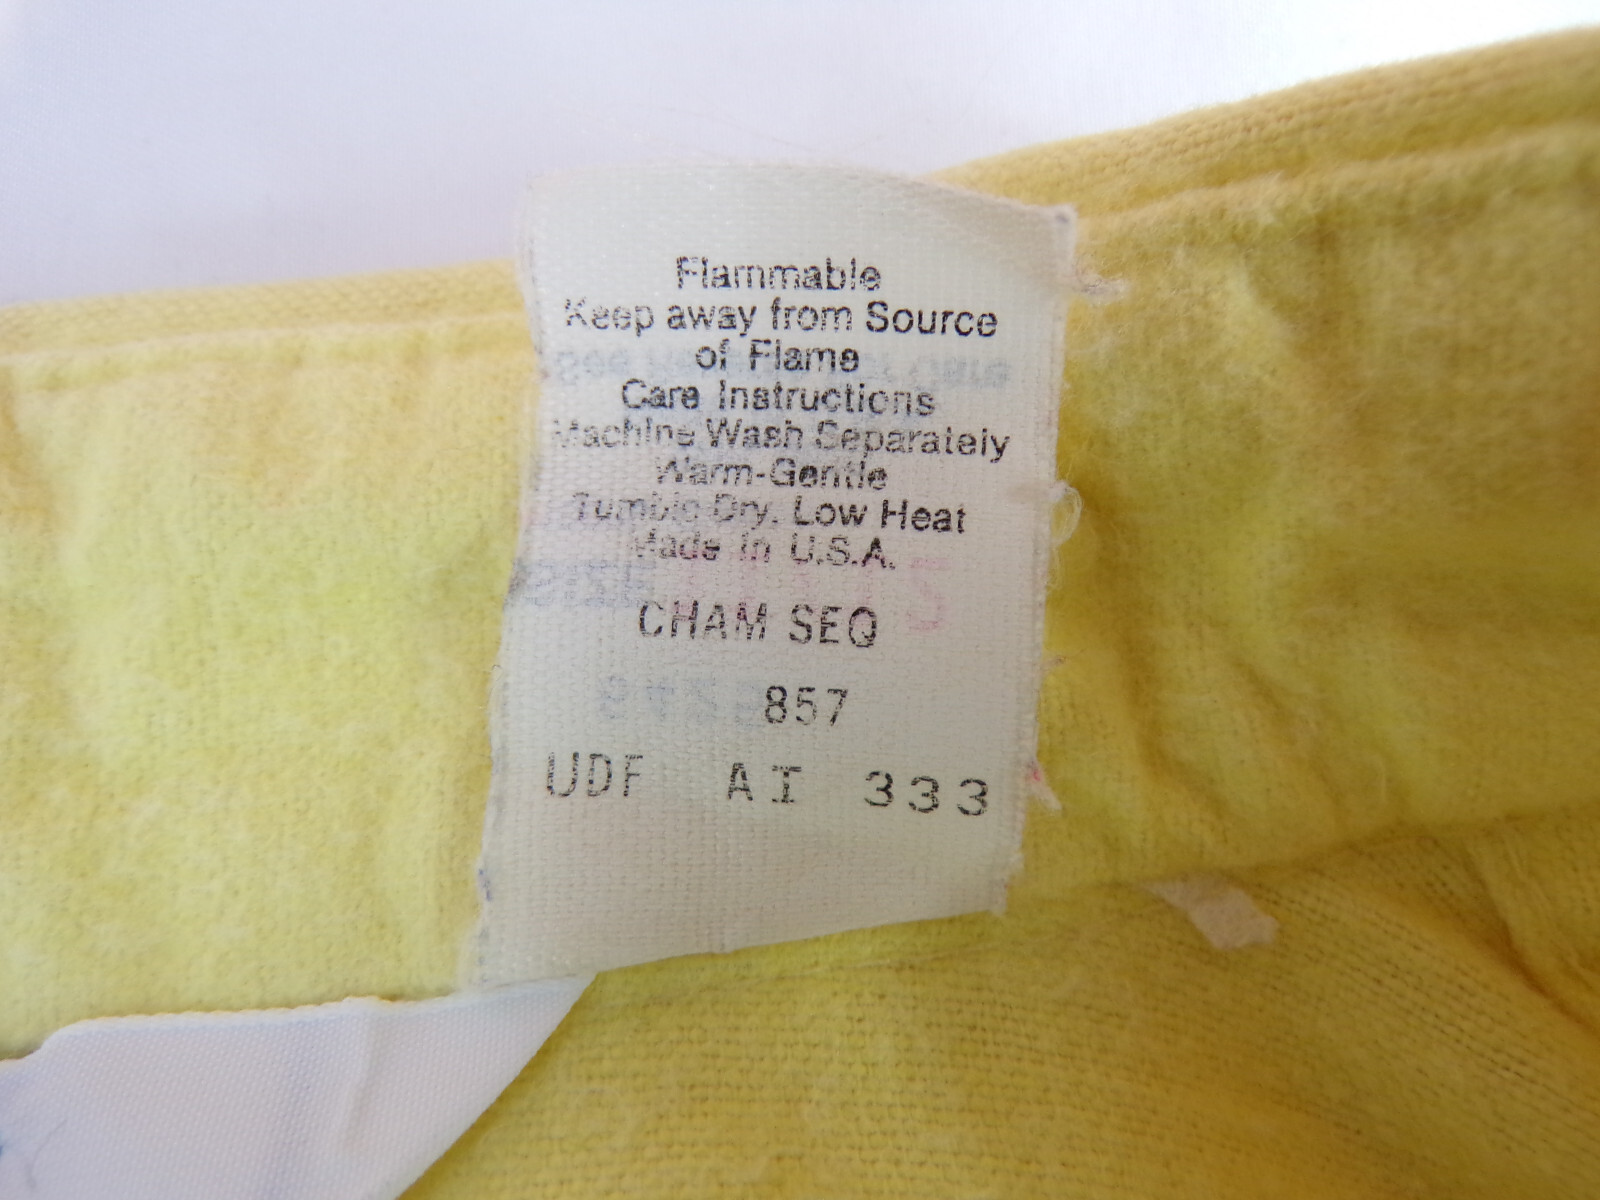 Flammable
Keep away from Source
of Flame
Care Instructions
Machine Wash Separately
Warm-Gentle
Tumble Dry, Low Heat
Made In U.S.A.
CHAM SEQ
857
UDF AI 333